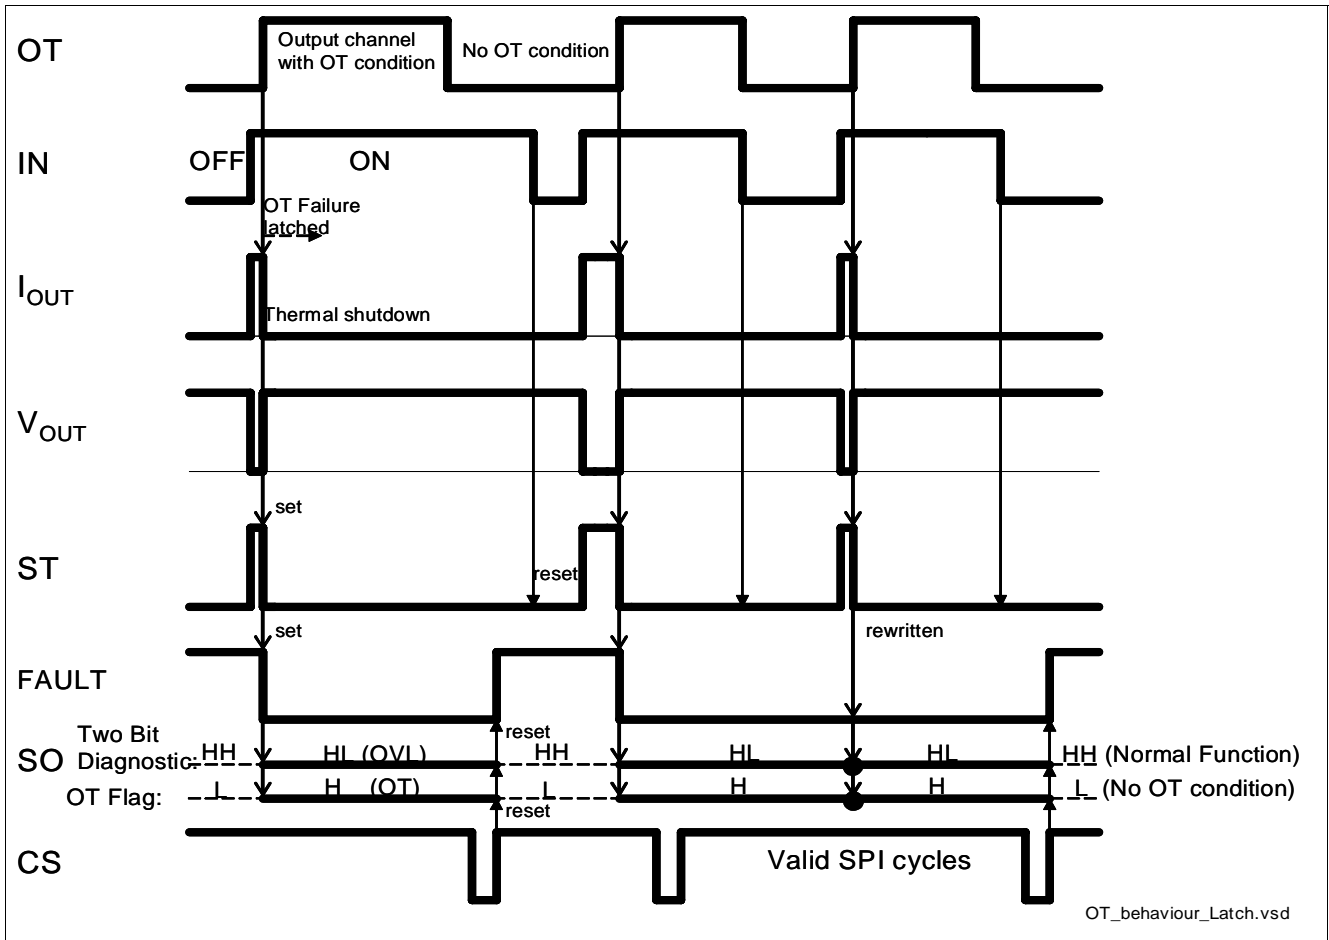 OT
Output channel
with OT condition
No OT condition
IN
OFF
ON
OT Failure
latched
IOUT
Thermal shutdown
VOUT
set
ST
reset
set
rewritten
FAULT
reset
SO
Two Bit
Diagnostic:
HH
HL (OVL)
HH
HL
HL
HH (Normal Function)
OT Flag:
L
H (OT)
L
H
H
L (No OT condition)
reset
CS
Valid SPI cycles
OT_behaviour_Latch.vsd